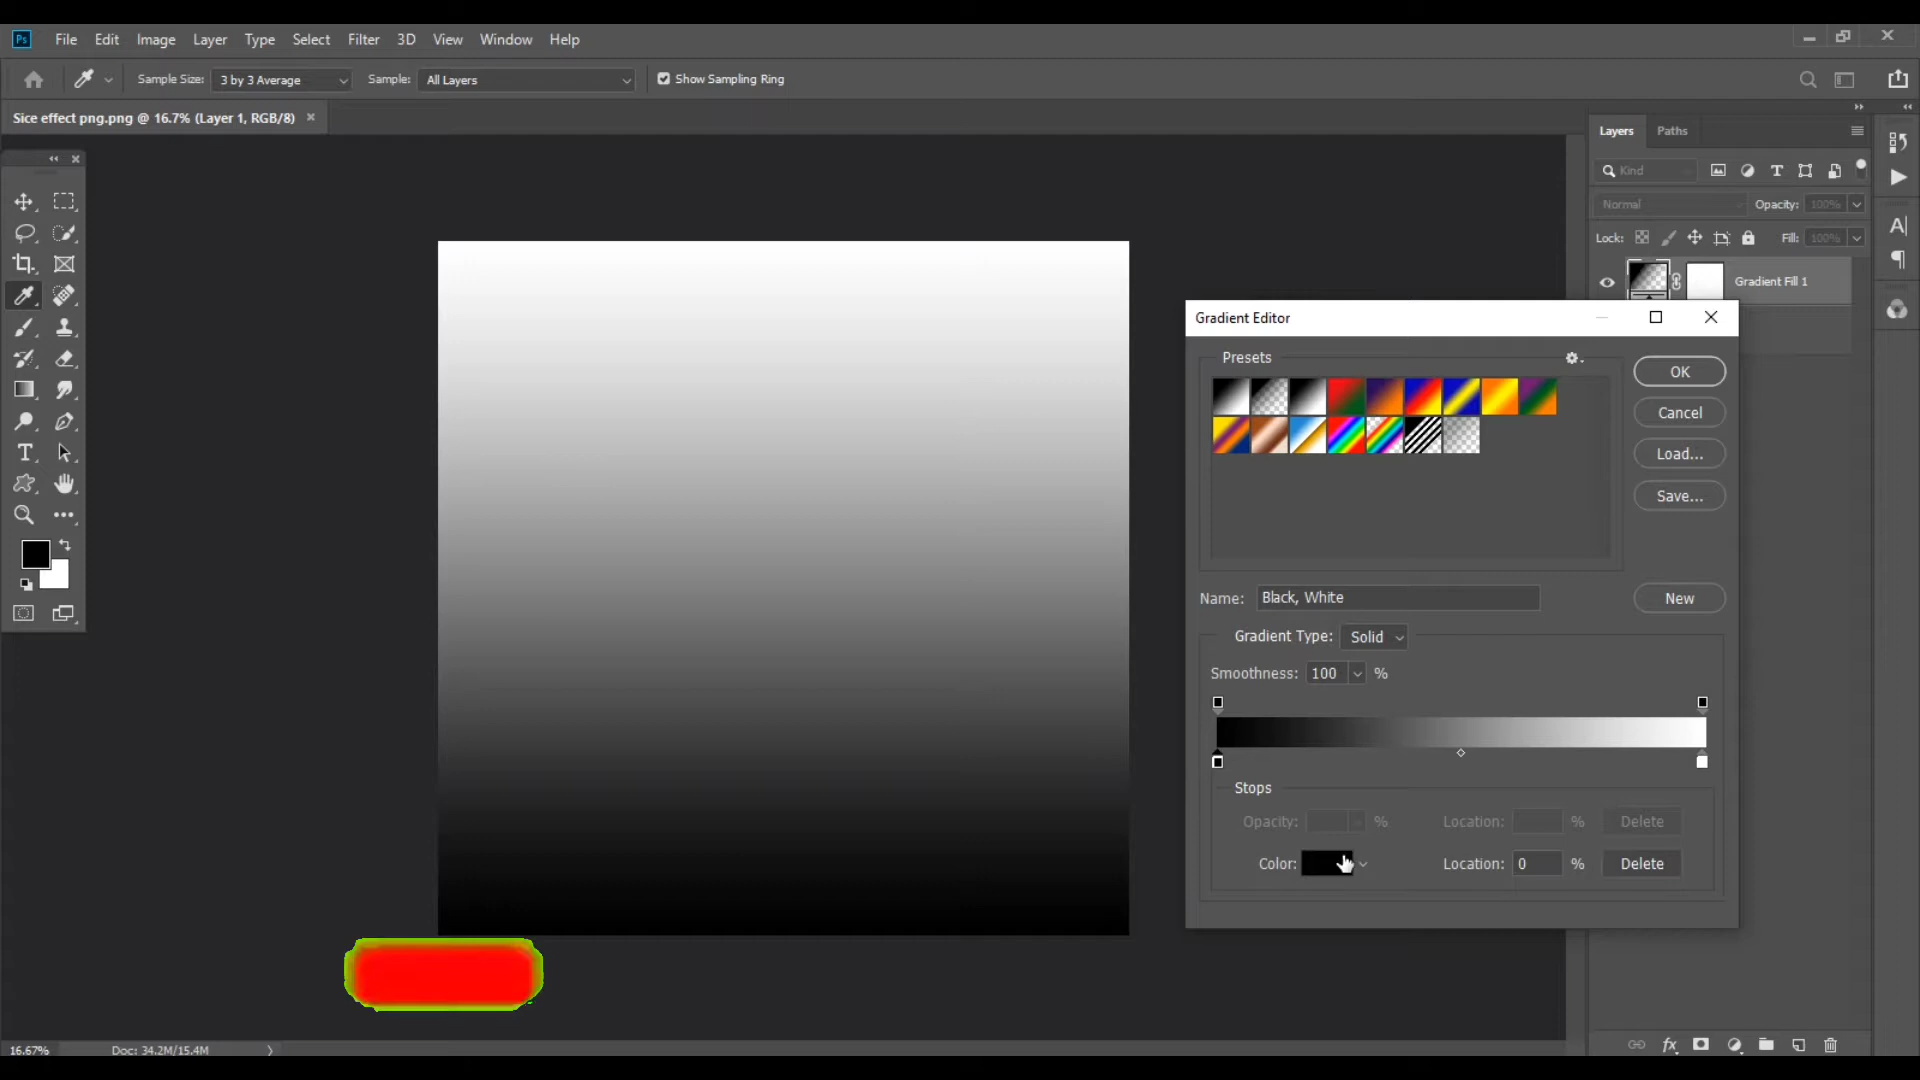 Ps File Edit Image Layer Type Select Filter 3D View Window Help
Sample Size: 3 by 3 Average Sample: All Layers Show Sampling Ring
Sice effect png.png @ 16.7% (Layer 1, RGB/8)
Layers Paths
Kind
Normal Opacity: 100%
Lock: Fill: 100%
Gradient Fill 1
Gradient Editor
Presets
OK
Cancel
Load...
Save...
Name: Black, White New
Gradient Type: Solid
Smoothness: 100 %
Stops
Opacity: % Location: % Delete
Color: Location: 0 % Delete
16.67% Doc: 34.2M/15.4M